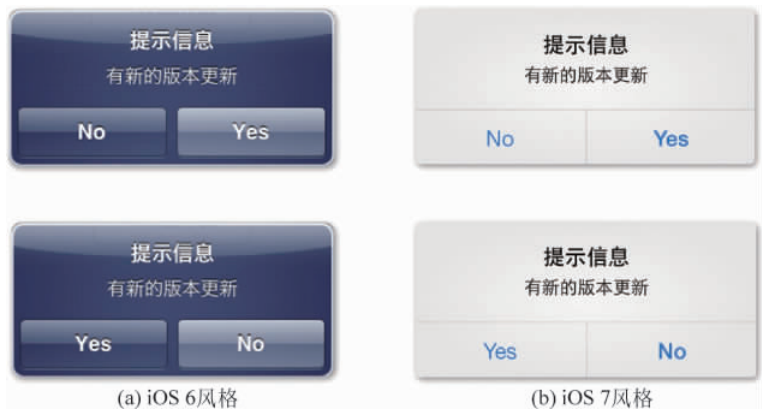 提示信息
有新的版本更新
No Yes
提示信息
有新的版本更新
No Yes
提示信息
有新的版本更新
Yes No
提示信息
有新的版本更新
Yes No
(a) iOS 6风格
(b) iOS 7风格